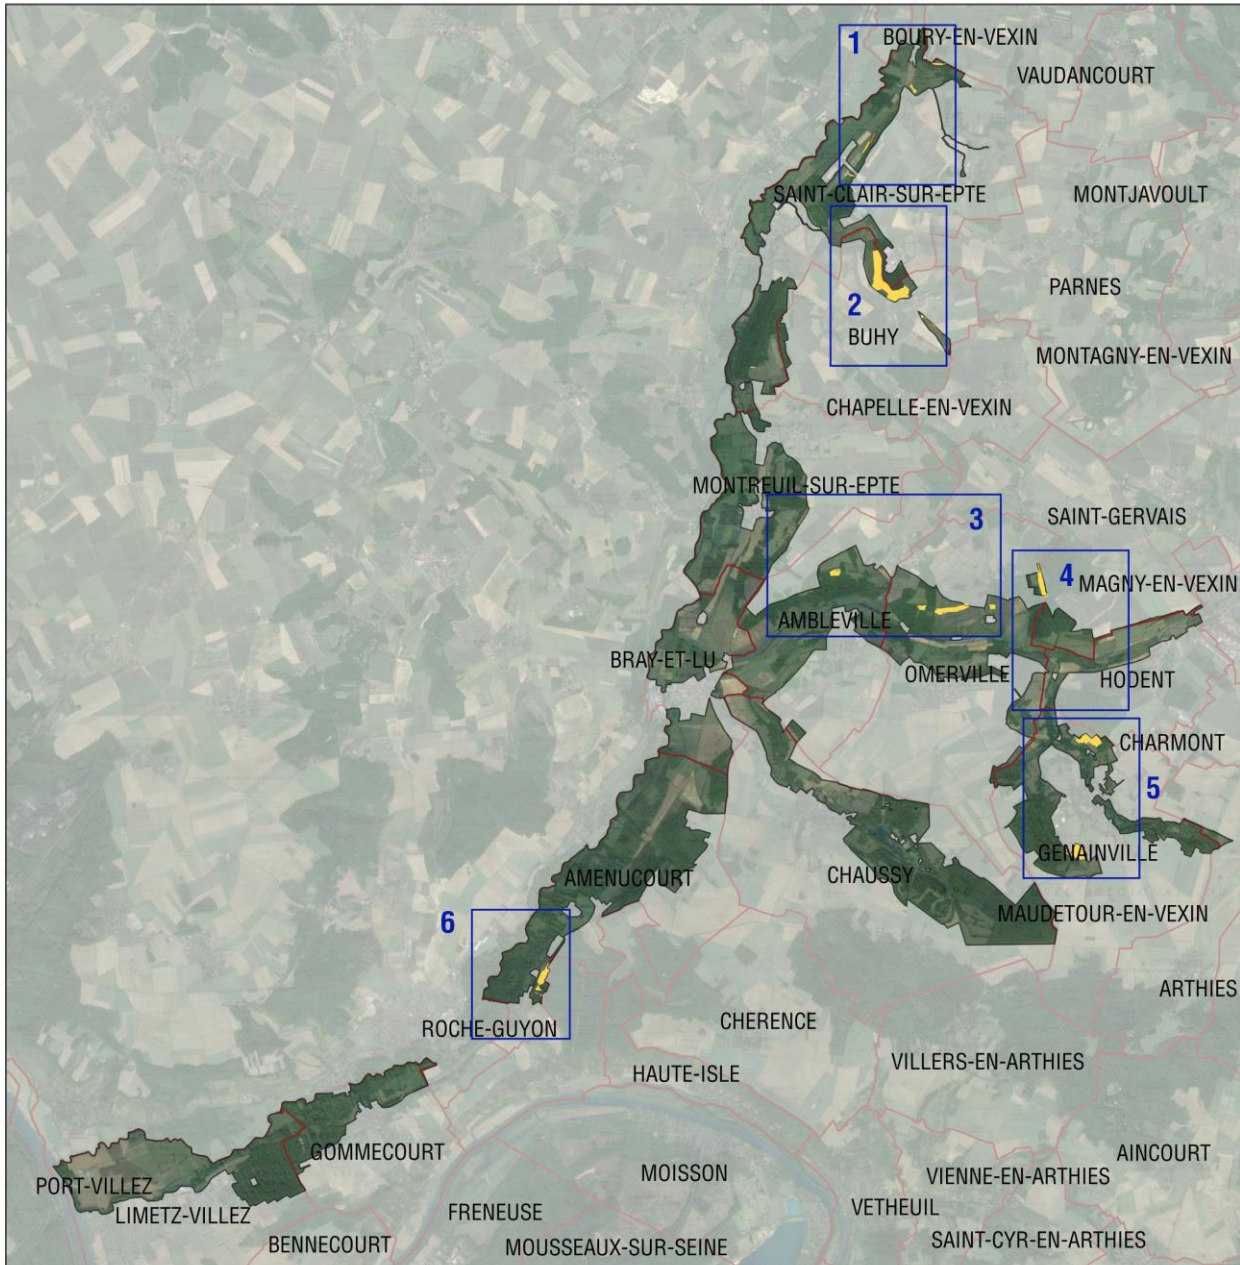 1
BOURY-EN-VEXIN
VAUDANCOURT
SAINT-CLAIR-SUR-EPTE
MONTJAVOULT
PARNES
2
BUHY
MONTAGNY-EN-VEXIN
CHAPELLE-EN-VEXIN
MONTREUIL-SUR-EPTE
3
SAINT-GERVAIS
4
MAGNY-EN-VEXIN
AMBLEVILLE
BRAY-ET-LU
OMERVILLE
HODENT
CHARMONT
5
GENAINVILLE
AMENUCOURT
CHAUSSY
MAUDETOUR-EN-VEXIN
6
ARTHIES
ROCHE-GUYON
CHERENCE
VILLERS-EN-ARTHIES
HAUTE-ISLE
GOMMECOURT
AINCOURT
MOISSON
VIENNE-EN-ARTHIES
PORT-VILLEZ
LIMETZ-VILLEZ
FRENEUSE
VETHEUIL
BENNECOURT
MOUSSEAUX-SUR-SEINE
SAINT-CYR-EN-ARTHIES